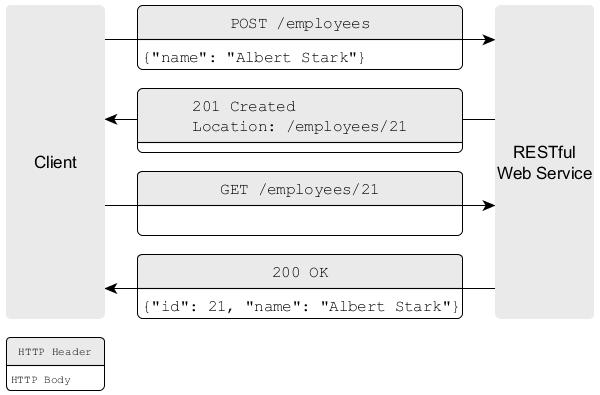 POST /employees
{"name": "Albert Stark"}
201 Created
Location: /employees/21
Client
RESTful
Web Service
GET /employees/21
200 OK
{"id": 21, "name": "Albert Stark"}
HTTP Header
HTTP Body